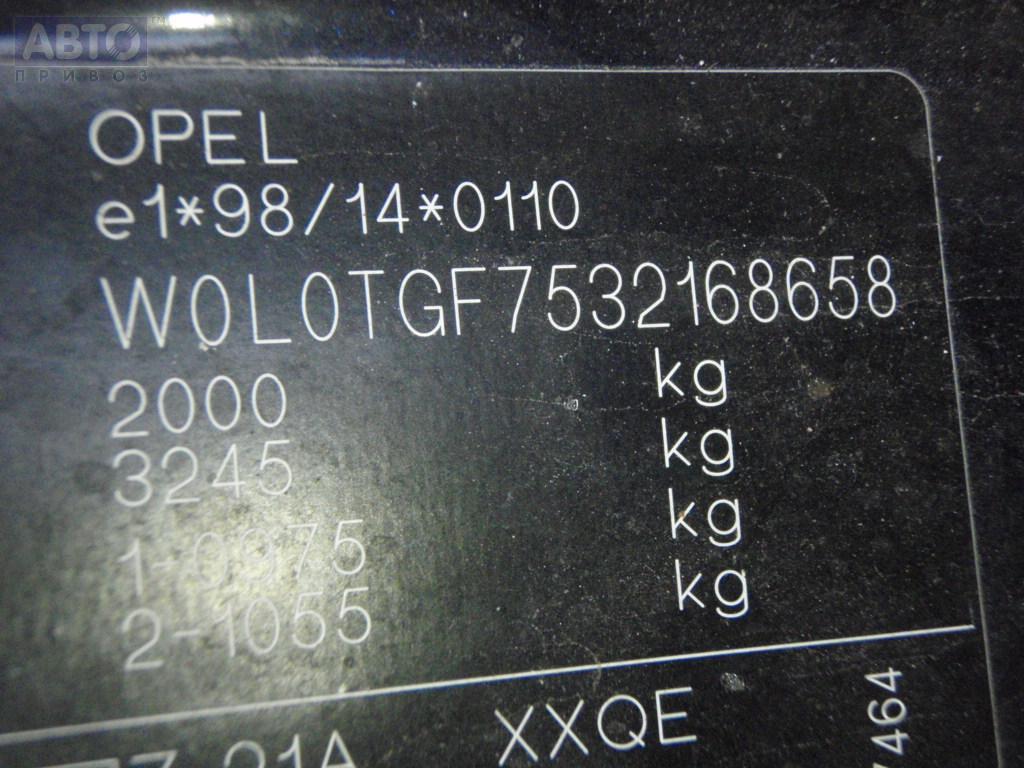 АВТО
ПРИВОЗ
OPEL
e1*98/14*0110
W0L0TGF7532168658
2000 kg
3245 kg
1-0975 kg
2-1055 kg
XXQE